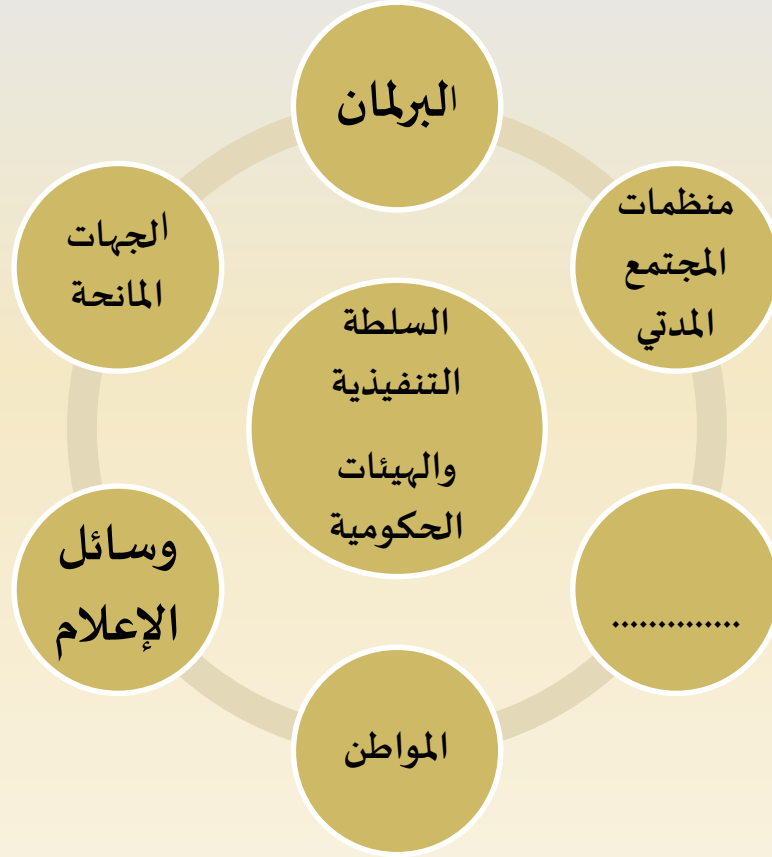 البرلمان
منظمات
المجتمع
المدتي
..............
المواطن
وسائل
الإعلام
الجهات
المانحة
السلطة
التنفيذية
والهيئات
الحكومية